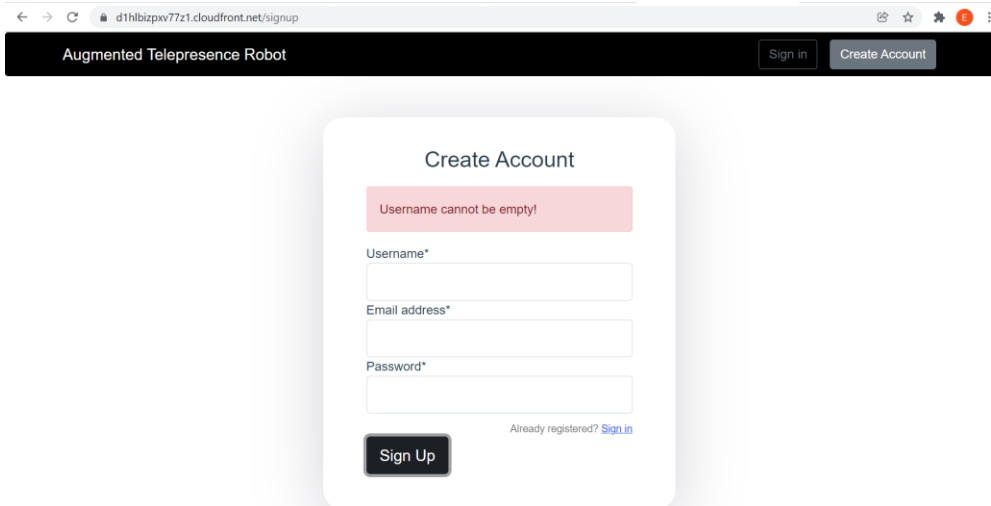 d1hlbizpxv77z1.cloudfront.net/signup
E
Augmented Telepresence Robot
Sign in
Create Account
Create Account
Username cannot be empty!
Username*
Email address*
Password*
Already registered? Sign in
Sign Up